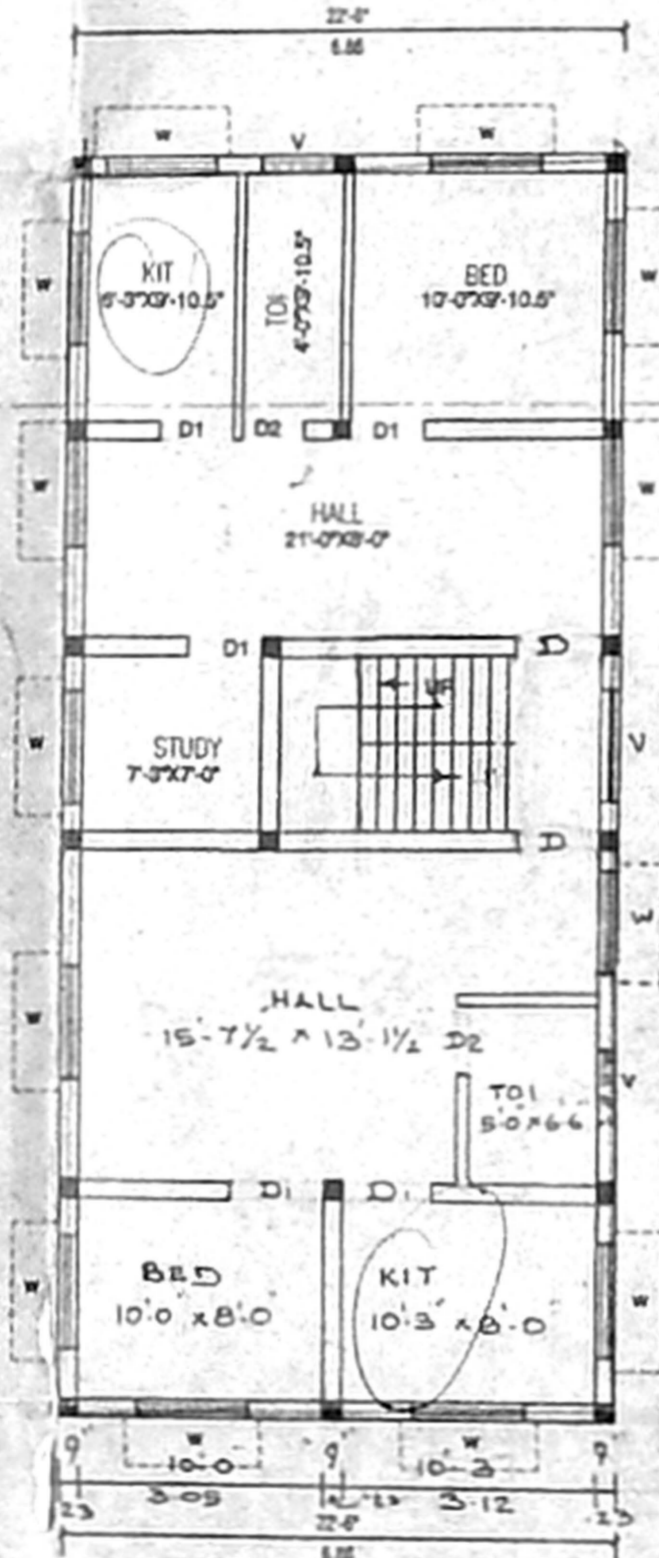 22'-6"
6.86
W
V
W
KIT
6'-3"X9'-10.5"
TOI
4'-0"X9'-10.5"
BED
10'-0"X9'-10.5"
W
W
D1
D2
D1
W
HALL
21'-0"X8'-0"
W
D1
D
UP
W
STUDY
7'-3"X7'-0"
V
D
W
HALL
15'-7½ x 13'-1½
D2
W
TOI
5'0" x 6'6
V
D1
D1
BED
10'0" x 8'0"
KIT
10'3" x 8'-0"
W
W
W
W
9"
10-0"
9"
10-3"
9
.23
3.05
.23
3.12
.23
22'-6"
6.86